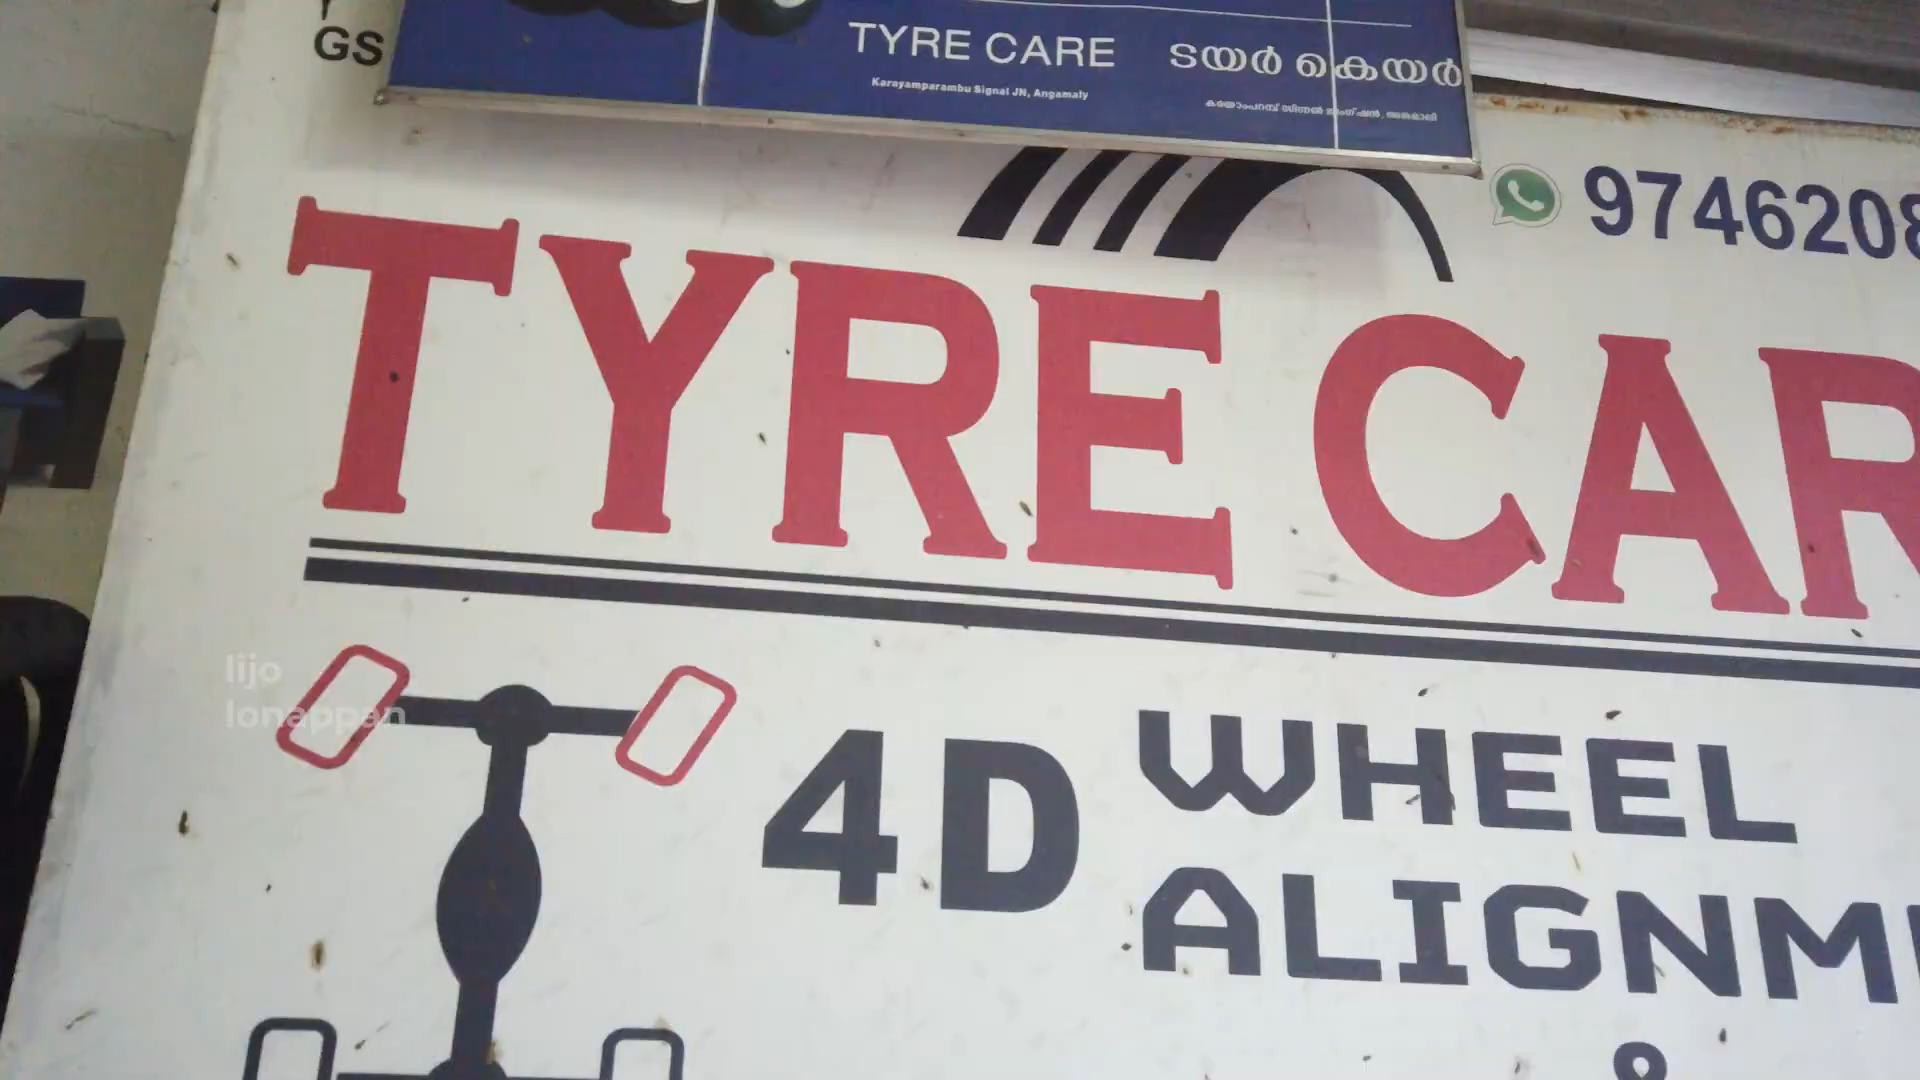 GS
TYRE CARE
ടയർ കെയർ
Karayamparambu Signal JN, Angamaly
9746208
TYRE CAR
lijo
lonappan
4D WHEEL
ALIGNM
&